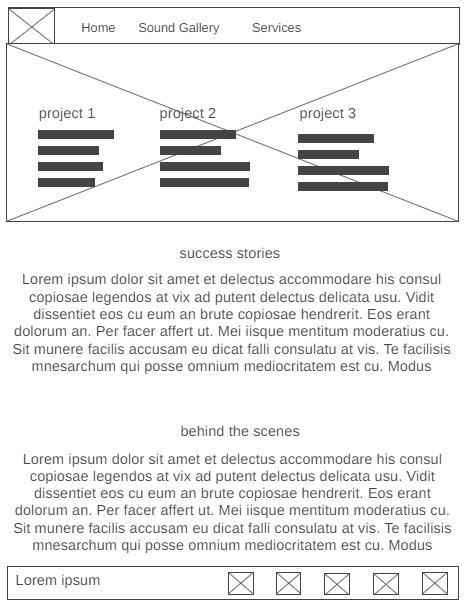 Home Sound Gallery Services
project 1 project 2 project 3
success stories
Lorem ipsum dolor sit amet et delectus accommodare his consul
copiosae legendos at vix ad putent delectus delicata usu. Vidit
dissentiet eos cu eum an brute copiosae hendrerit. Eos erant
dolorum an. Per facer affert ut. Mei iisque mentitum moderatius cu.
Sit munere facilis accusam eu dicat falli consulatu at vis. Te facilisis
mnesarchum qui posse omnium mediocritatem est cu. Modus
behind the scenes
Lorem ipsum dolor sit amet et delectus accommodare his consul
copiosae legendos at vix ad putent delectus delicata usu. Vidit
dissentiet eos cu eum an brute copiosae hendrerit. Eos erant
dolorum an. Per facer affert ut. Mei iisque mentitum moderatius cu.
Sit munere facilis accusam eu dicat falli consulatu at vis. Te facilisis
mnesarchum qui posse omnium mediocritatem est cu. Modus
Lorem ipsum